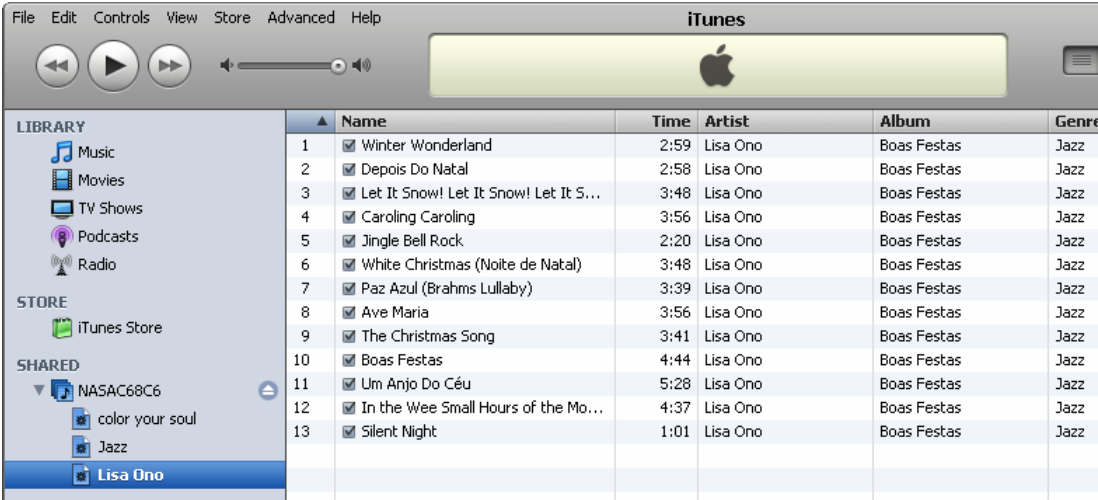 File Edit Controls View Store Advanced Help
iTunes
LIBRARY
Music
Movies
TV Shows
Podcasts
Radio
STORE
iTunes Store
SHARED
NASAC68C6
color your soul
Jazz
Lisa Ono
Name Time Artist Album Genre
1 Winter Wonderland 2:59 Lisa Ono Boas Festas Jazz
2 Depois Do Natal 2:58 Lisa Ono Boas Festas Jazz
3 Let It Snow! Let It Snow! Let It S... 3:48 Lisa Ono Boas Festas Jazz
4 Caroling Caroling 3:56 Lisa Ono Boas Festas Jazz
5 Jingle Bell Rock 2:20 Lisa Ono Boas Festas Jazz
6 White Christmas (Noite de Natal) 3:48 Lisa Ono Boas Festas Jazz
7 Paz Azul (Brahms Lullaby) 3:39 Lisa Ono Boas Festas Jazz
8 Ave Maria 3:56 Lisa Ono Boas Festas Jazz
9 The Christmas Song 3:41 Lisa Ono Boas Festas Jazz
10 Boas Festas 4:44 Lisa Ono Boas Festas Jazz
11 Um Anjo Do Céu 5:28 Lisa Ono Boas Festas Jazz
12 In the Wee Small Hours of the Mo... 4:37 Lisa Ono Boas Festas Jazz
13 Silent Night 1:01 Lisa Ono Boas Festas Jazz